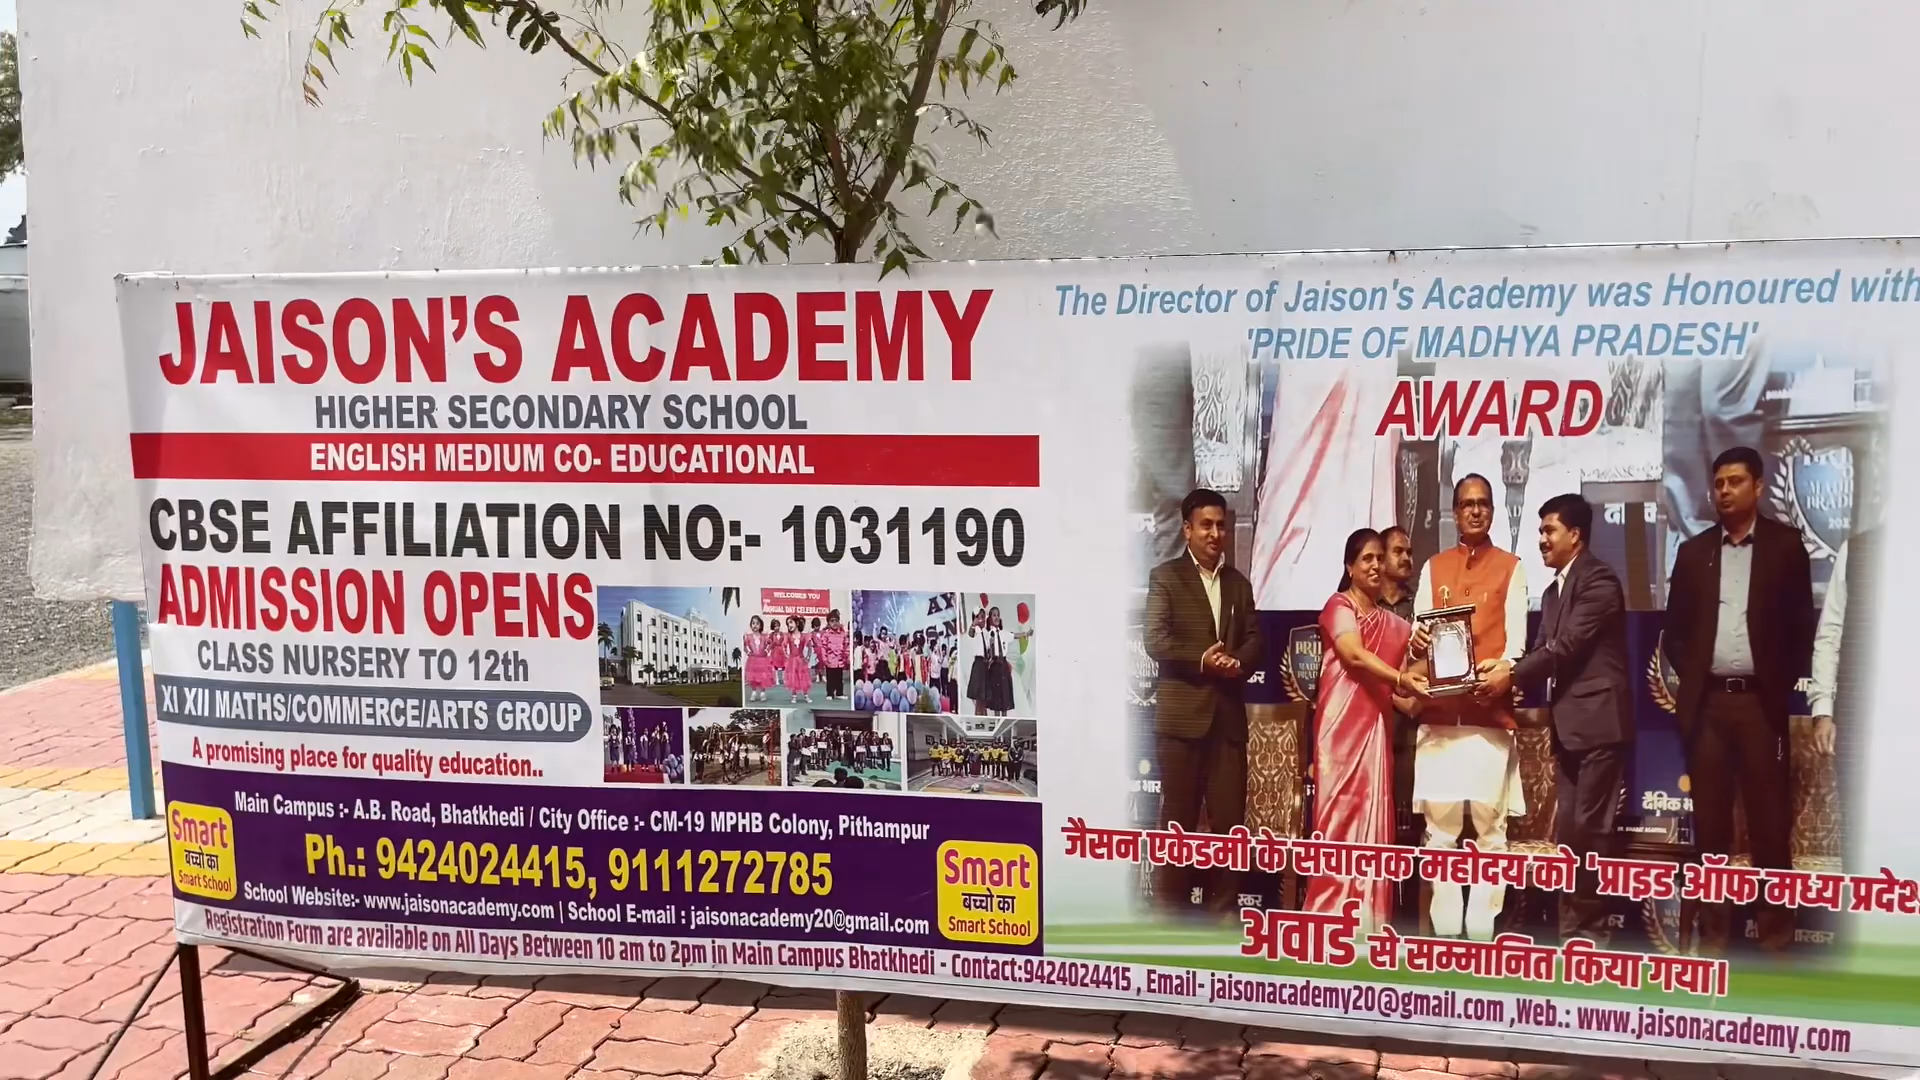 JAISON'S ACADEMY
HIGHER SECONDARY SCHOOL
ENGLISH MEDIUM CO- EDUCATIONAL
CBSE AFFILIATION NO:- 1031190
ADMISSION OPENS
CLASS NURSERY TO 12th
XI XII MATHS/COMMERCE/ARTS GROUP
A promising place for quality education..
WELCOMES YOU
ANNUAL DAY CELEBRATION
Main Campus :- A.B. Road, Bhatkhedi / City Office :- CM-19 MPHB Colony, Pithampur
Ph.: 9424024415, 9111272785
School Website:- www.jaisonacademy.com | School E-mail : jaisonacademy20@gmail.com
Smart
बच्चो का
Smart School
Smart
बच्चो का
Smart School
The Director of Jaison's Academy was Honoured with
'PRIDE OF MADHYA PRADESH'
AWARD
जैसन एकेडमी के संचालक महोदय को 'प्राइड ऑफ मध्य प्रदेश
अवार्ड से सम्मानित किया गया।
Registration Form are available on All Days Between 10 am to 2pm in Main Campus Bhatkhedi - Contact:9424024415 , Email- jaisonacademy20@gmail.com ,Web.: www.jaisonacademy.com